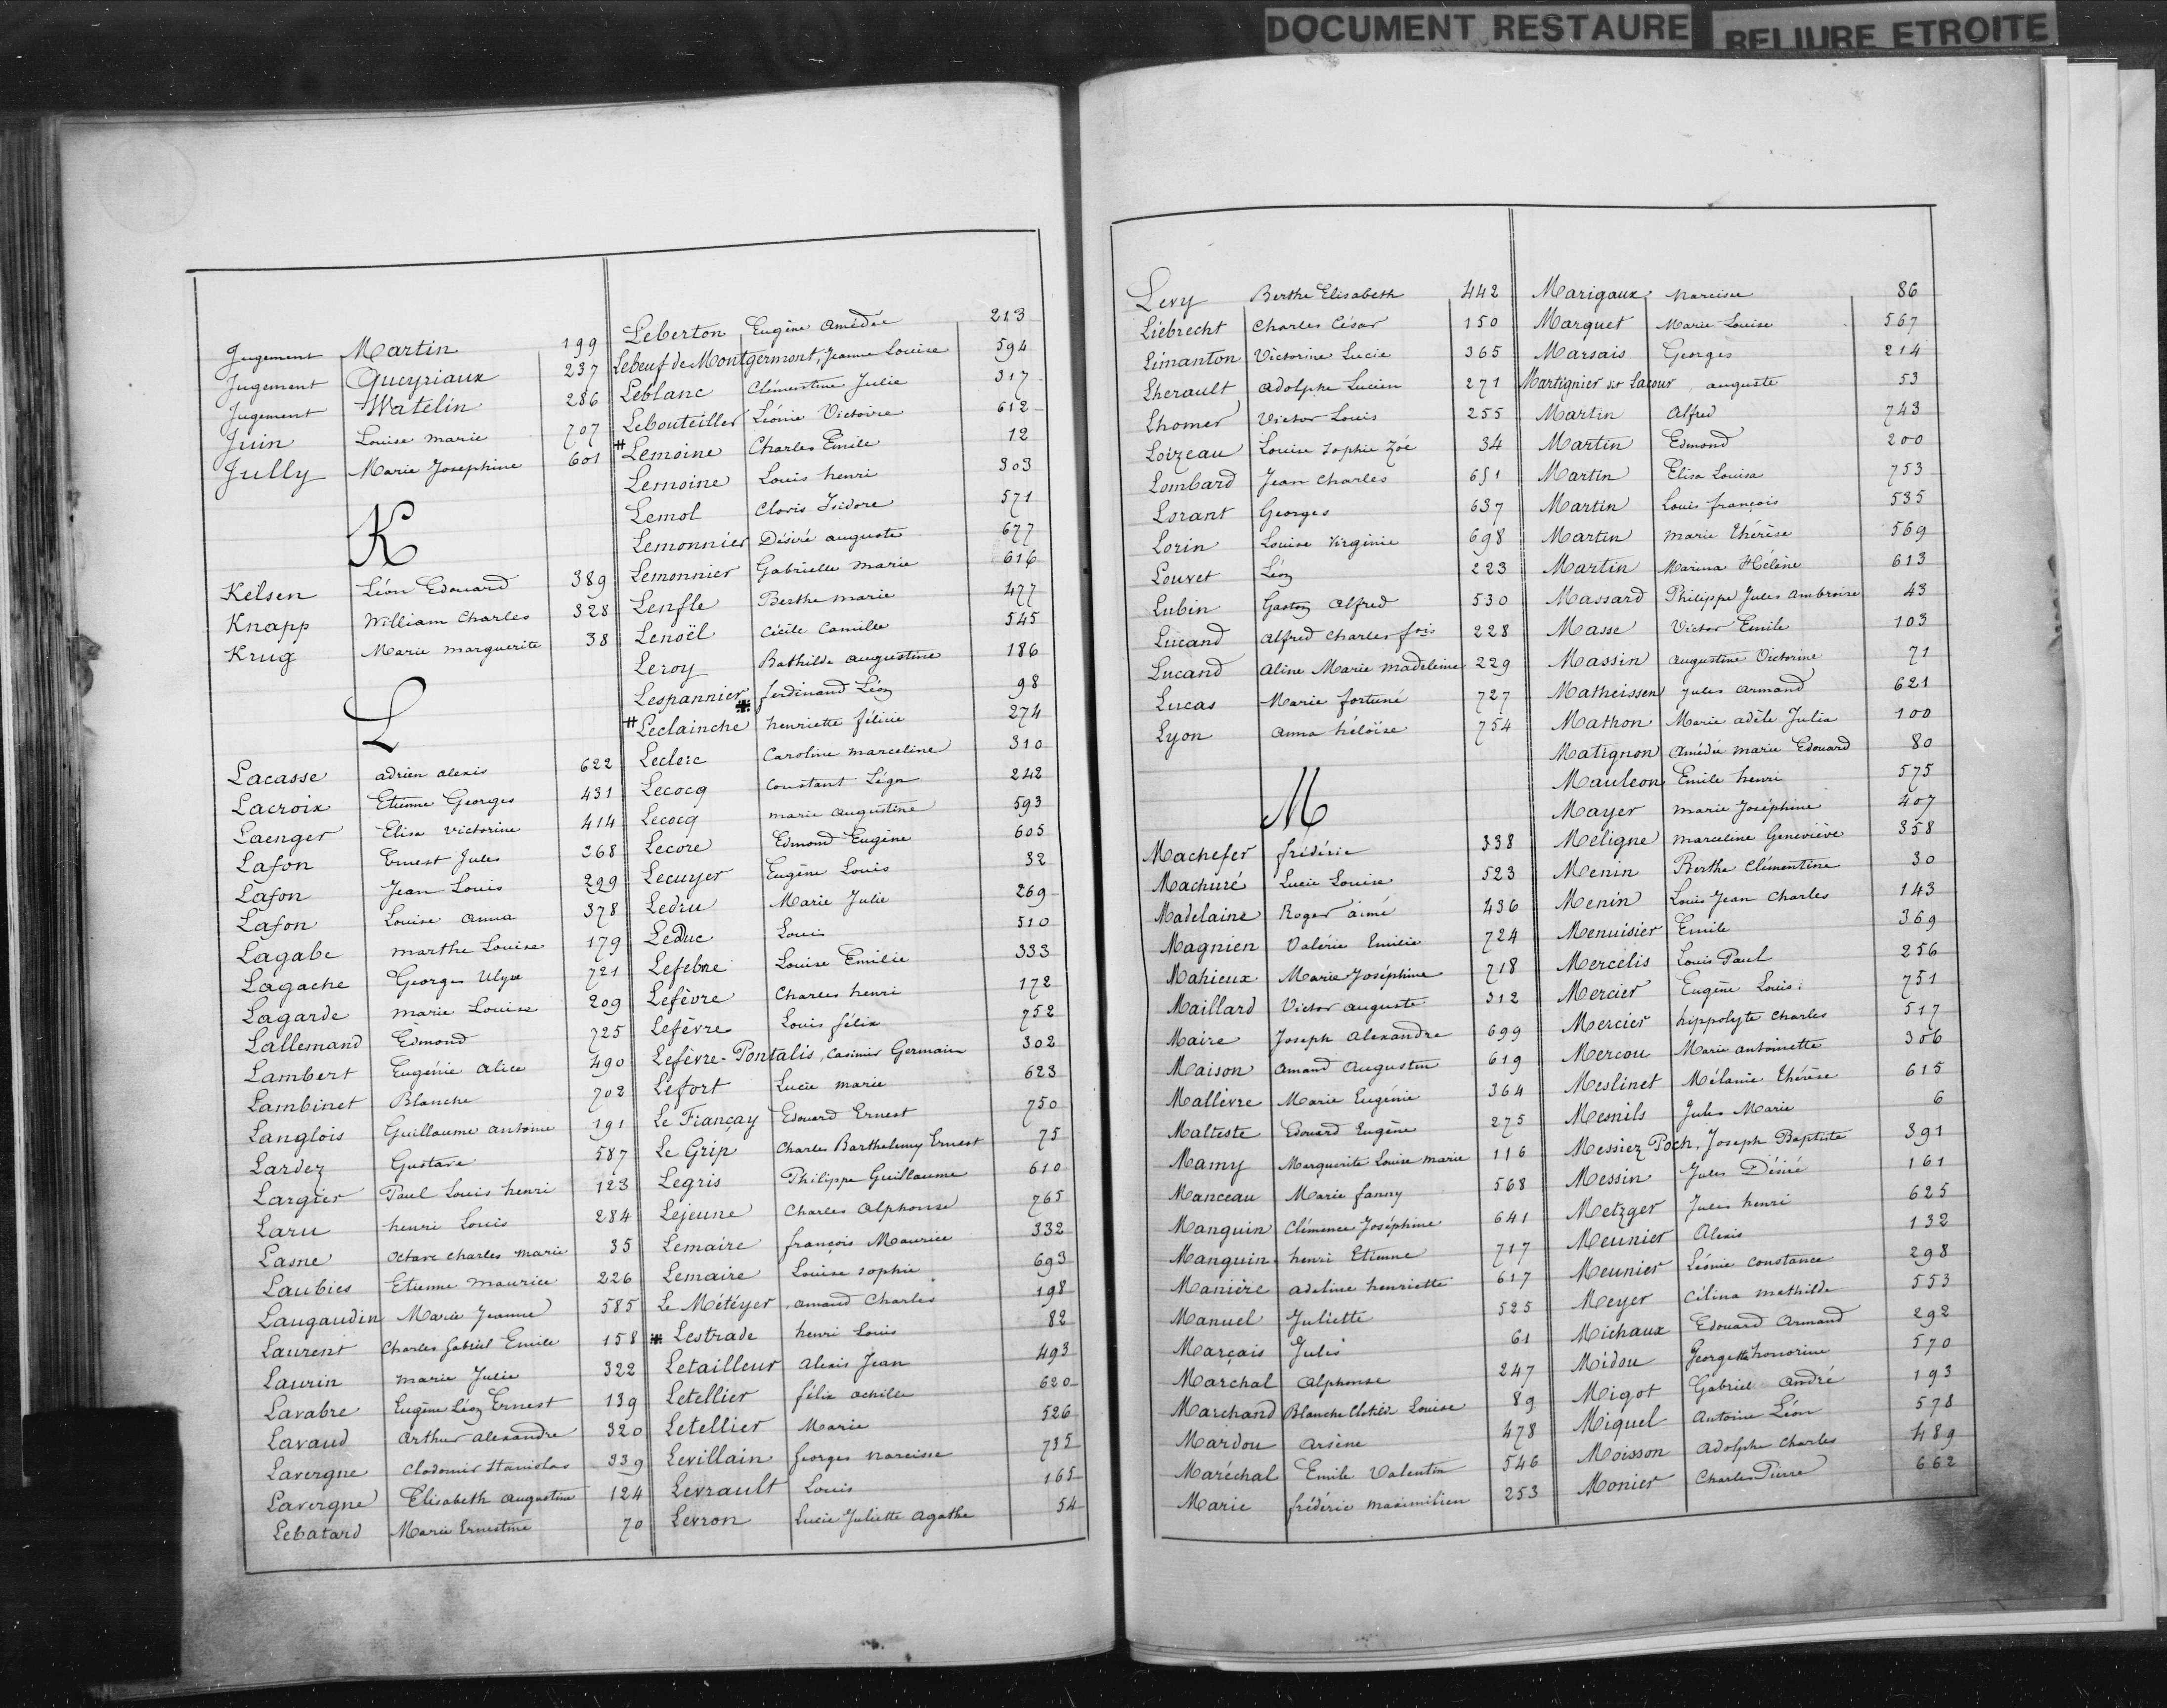 DOCUMENT RESTAURE
RELIURE ETROITE
Jugement Martin 199
Jugement Queyriaux 237
Jugement Watelin 286
Juin Louise marie 707
Jully Marie Josephine 601
K
Kelsen Léon Edouard 389
Knapp William Charles 328
Krug Marie marguerite 38
L
Lacasse adrien alexis 622
Lacroix Etienne Georges 431
Laenger Elisa victorine 414
Lafon Ernest Jules 368
Lafon Jean Louis 299
Lafon Louise anna 378
Lagabe marthe Louise 179
Lagache Georges Ulysse 721
Lagarde marie Louise 209
Lallemand Edmond 725
Lambert Eugénie alice 490
Lambinet Blanche 702
Langlois Guillaume antoine 191
Lardez Gustave 587
Largier Paul Louis henri 123
Laru henri Louis 284
Lasne octave charles marie 35
Laubies Etienne maurice 226
Laugaudin Marie Jeanne 585
Laurent Charles Gabriel Emile 158
Laurin marie Julie 322
Lavabre Eugène Léon Ernest 139
Lavaud arthur alexandre 320
Lavergne Clodomir Stanislas 339
Lavergne Elisabeth augustine 124
Lebatard Marie Ernestine 70
Leberton Eugène amédée 213
Lebeuf de Montgermont, Jeanne Louise 594
Leblanc Clémentine Julie 317
Lebouteiller Léonie Victoire 612
# Lemoine Charles Emile 12
Lemoine Louis henri 303
Lemol Clovis Isidore 571
Lemonnier Désiré auguste 677
Lemonnier Gabrielle marie 616
Lenfle Berthe marie 477
Lenoël Cécile Camille 545
Leroy Bathilde augustine 186
Lespannier ferdinand Léon 98
# Leclainche henriette félicie 274
Leclerc Caroline marceline 310
Lecocq Constant Léon 242
Lecocq marie augustine 593
Lecore Edmond Eugène 605
Lecuyer Eugène Louis 32
Ledru Marie Julie 269
Leduc Louis 510
Lefebvre Louise Emilie 333
Lefèvre Charles henri 172
Lefèvre Louis félix 752
Lefèvre-Pontalis, Casimir Germain 302
Lefort Lucie marie 623
Le Françay Edouard Ernest 750
Le Grip Charles Barthelemy Ernest 75
Legris Philippe Guillaume 610
Lejeune Charles alphonse 765
Lemaire françois Maurice 332
Lemaire Louise sophie 693
Le Météyer amand Charles 198
Lestrade henri Louis 82
Letailleur alexis Jean 493
Letellier félix achille 620
Letellier Marie 526
Levillain Georges narcisse 735
Levrault Louis 165
Levron Lucie Juliette agathe 54
Levy Berthe Elisabeth 442
Liébrecht Charles César 150
Limanton Victorine Lucie 365
Lherault adolphe Lucien 271
Lhomer Victor Louis 255
Loizeau Louise sophie Zoé 34
Lombard Jean charles 651
Lorant Georges 637
Lorin Louise virginie 698
Louvet Léon 223
Lubin Gaston alfred 530
Lucand alfred charles fois 228
Lucand aline Marie madeleine 229
Lucas Marie fortuné 727
Lyon anna héloïse 754
M
Machefer frédéric 338
Machuré Lucie Louise 523
Madelaine Roger aimé 436
Magnien Valérie Emilie 724
Mahieux Marie Joséphine 718
Maillard Victor auguste 312
Maire Joseph alexandre 699
Maison amand augustin 619
Mallèvre Marie Eugénie 364
Malteste Edouard Eugène 275
Mamy Marguerite Louise marie 116
Manceau Marie fanny 568
Manguin Clémence Joséphine 641
Manguin henri Etienne 717
Manière adeline henriette 617
Manuel Juliette 525
Marçais Jules 61
Marchal alphonse 247
Marchand Blanche Clotilde Louise 89
Mardou arsène 478
Maréchal Emile Valentin 546
Marie frédéric maximilien 253
Marigaux narcisse 86
Marquet Marie Louise 567
Marsais Georges 214
Martignier dit Lacour, auguste 53
Martin alfred 743
Martin Edmond 200
Martin Elisa Louisa 753
Martin Louis françois 535
Martin marie thérèse 569
Martin Marina Hélène 613
Massard Philippe Jules ambroise 43
Masse Victor Emile 103
Massin augustine Victorine 71
Matheissen jules armand 621
Mathon Marie adèle Julia 100
Matignon amédée marie Edouard 80
Mauleon Emile henri 575
Mayer marie Joséphine 407
Meligne marceline Geneviève 358
Menin Berthe Clémentine 30
Menin Louis Jean Charles 143
Menuisier Emile 369
Mercelis Louis Paul 256
Mercier Eugène Louis 751
Mercier hippolyte Charles 517
Mercou Marie antoinette 306
Meslinet Mélanie thérèse 615
Mesnils Jules Marie 6
Messiez Poch, Joseph Baptiste 391
Messin Jules Désiré 161
Metzger Jules henri 625
Meunier Alexis 132
Meunier Léonie Constance 298
Meyer Célina mathilde 553
Michaux Edouard armand 292
Midou Georgette honorine 570
Migot Gabriel andré 193
Miquel antoine Léon 578
Moisson adolphe charles 489
Monier Charles Pierre 662